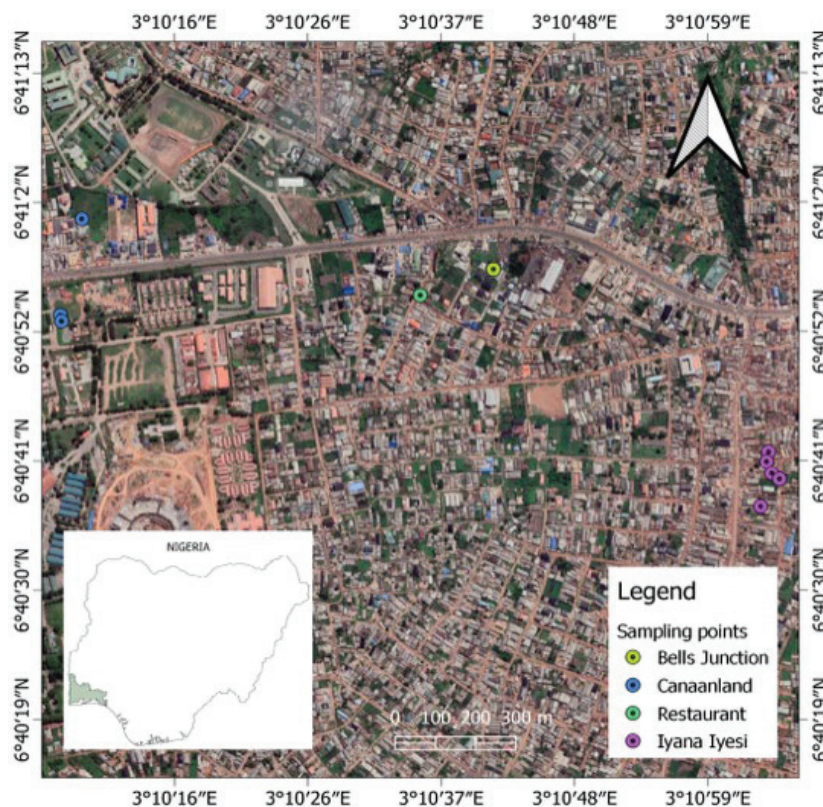 3°10′16″E 3°10′26″E 3°10′37″E 3°10′48″E 3°10′59″E
6°41′13″N 6°41′13″N
6°41′2″N 6°41′2″N
6°40′52″N 6°40′52″N
6°40′41″N 6°40′41″N
NIGERIA
6°40′30″N 6°40′30″N
Legend
Sampling points
Bells Junction
Canaanland
Restaurant
Iyana Iyesi
6°40′19″N 6°40′19″N
0 100 200 300 m
3°10′16″E 3°10′26″E 3°10′37″E 3°10′48″E 3°10′59″E